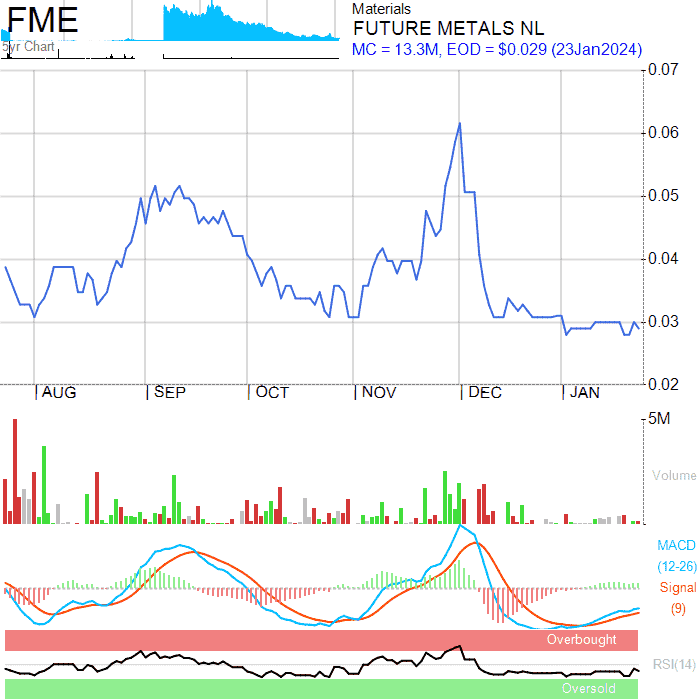 FME
5yr Chart
Materials
FUTURE METALS NL
MC = 13.3M, EOD = $0.029 (23Jan2024)
0.07
0.06
0.05
0.04
0.03
0.02
AUG SEP OCT NOV DEC JAN
5M
Volume
MACD
(12-26)
Signal
(9)
Overbought
RSI(14)
Oversold